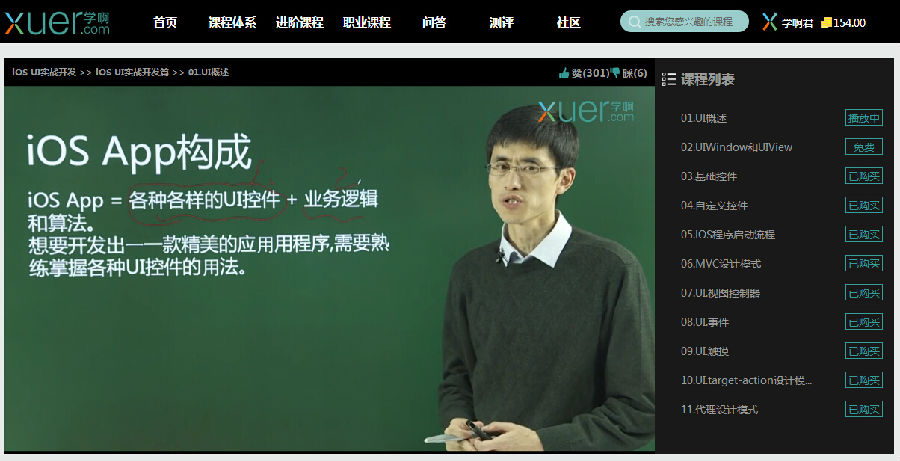 xuer学啊.com
首页 课程体系 进阶课程 职业课程 问答 测评 社区 搜索您感兴趣的课程 学啊君 154.00
iOS UI实战开发 >> iOS UI实战开发篇 >> 01.UI概述 赞(301) 踩(6)
课程列表
xuer学啊.com
iOS App构成
iOS App = 各种各样的UI控件 + 业务逻辑
和算法。
想要开发出一一款精美的应用用程序,需要熟
练掌握各种UI控件的用法。
01.UI概述 播放中
02.UIWindow和UIView 免费
03.基础控件 已购买
04.自定义控件 已购买
05.IOS程序启动流程 已购买
06.MVC设计模式 已购买
07.UI视图控制器 已购买
08.UI事件 已购买
09.UI触摸 已购买
10.UItarget-action设计模... 已购买
11.代理设计模式 已购买